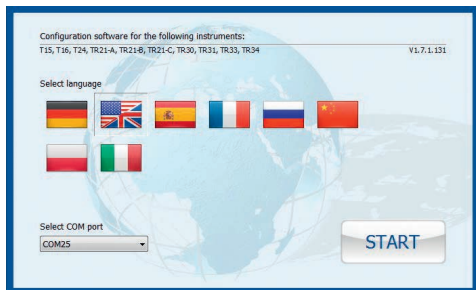 Configuration software for the following instruments:
T15, T16, T24, TR21-A, TR21-B, TR21-C, TR30, TR31, TR33, TR34
V1.7.1.131
Select language
Select COM port
COM25
START